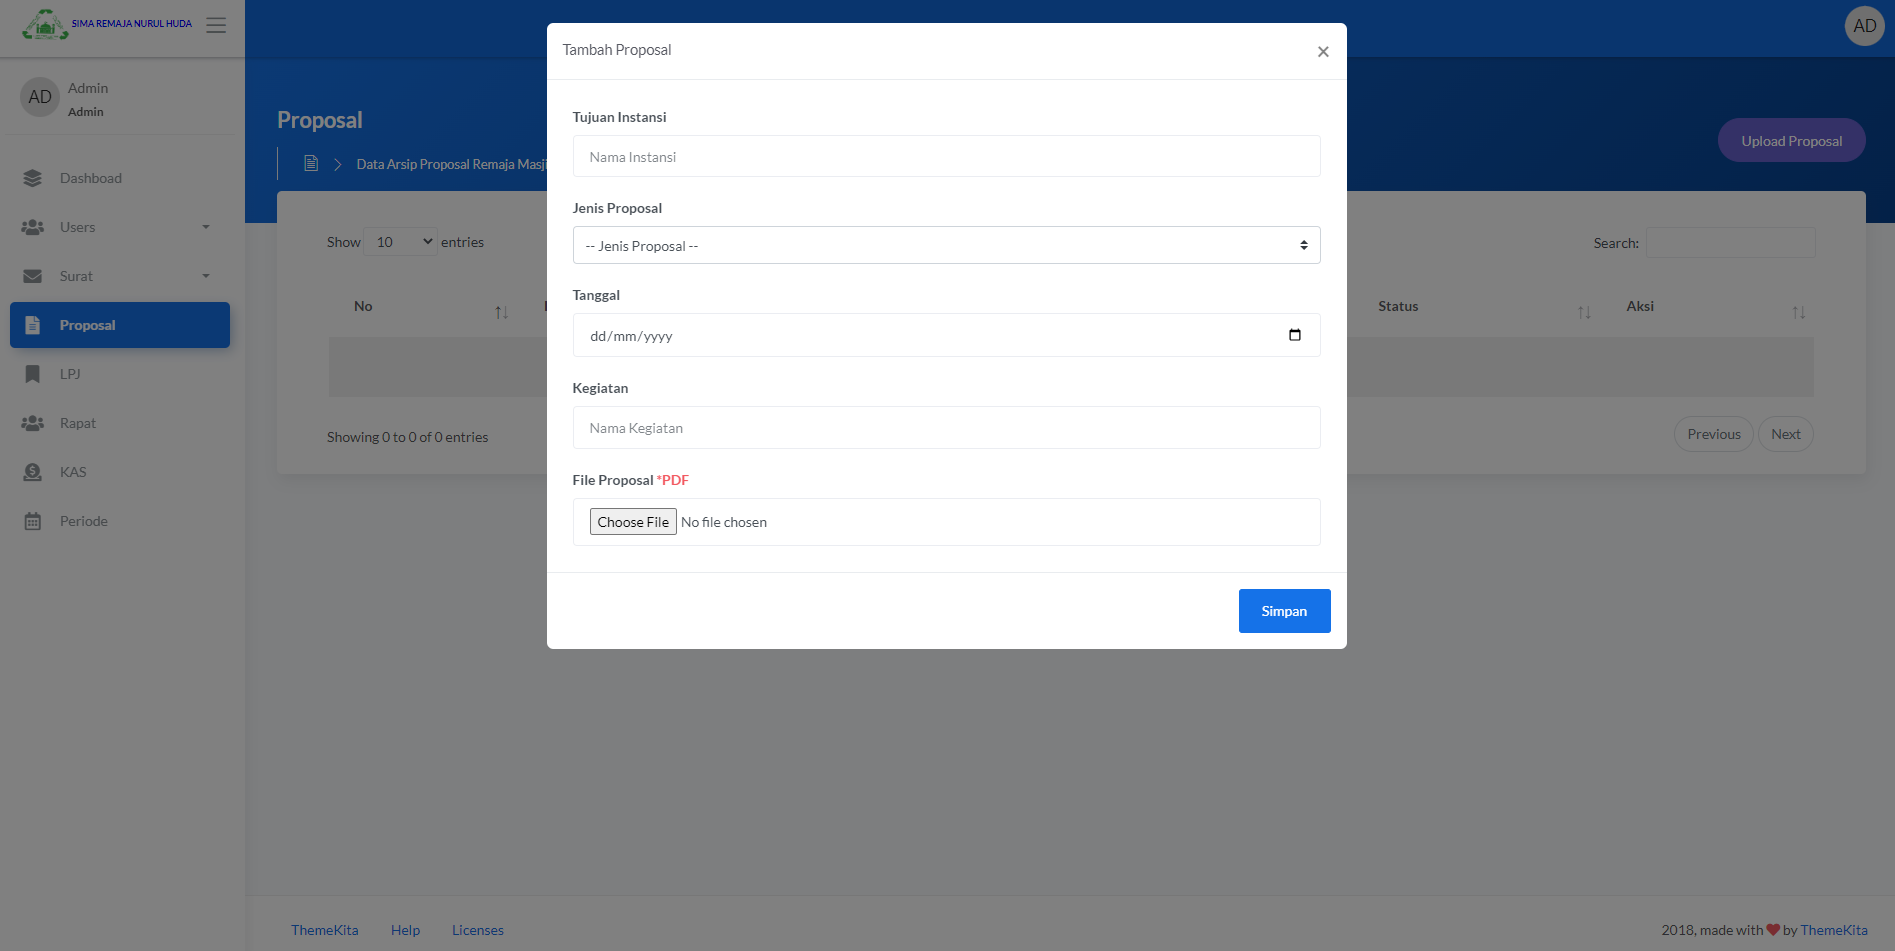 SIMA REMAJA NURUL HUDA
AD
AD
Admin
Admin
Dashboad
Users
Surat
Proposal
LPJ
Rapat
KAS
Periode
Proposal
Data Arsip Proposal Remaja
Upload Proposal
Show 10 entries
Search:
No
Status
Aksi
Showing 0 to 0 of 0 entries
Previous
Next
Tambah Proposal
×
Tujuan Instansi
Nama Instansi
Jenis Proposal
-- Jenis Proposal --
Tanggal
dd/mm/yyyy
Kegiatan
Nama Kegiatan
File Proposal *PDF
Choose File No file chosen
Simpan
ThemeKita
Help
Licenses
2018, made with ❤ by ThemeKita